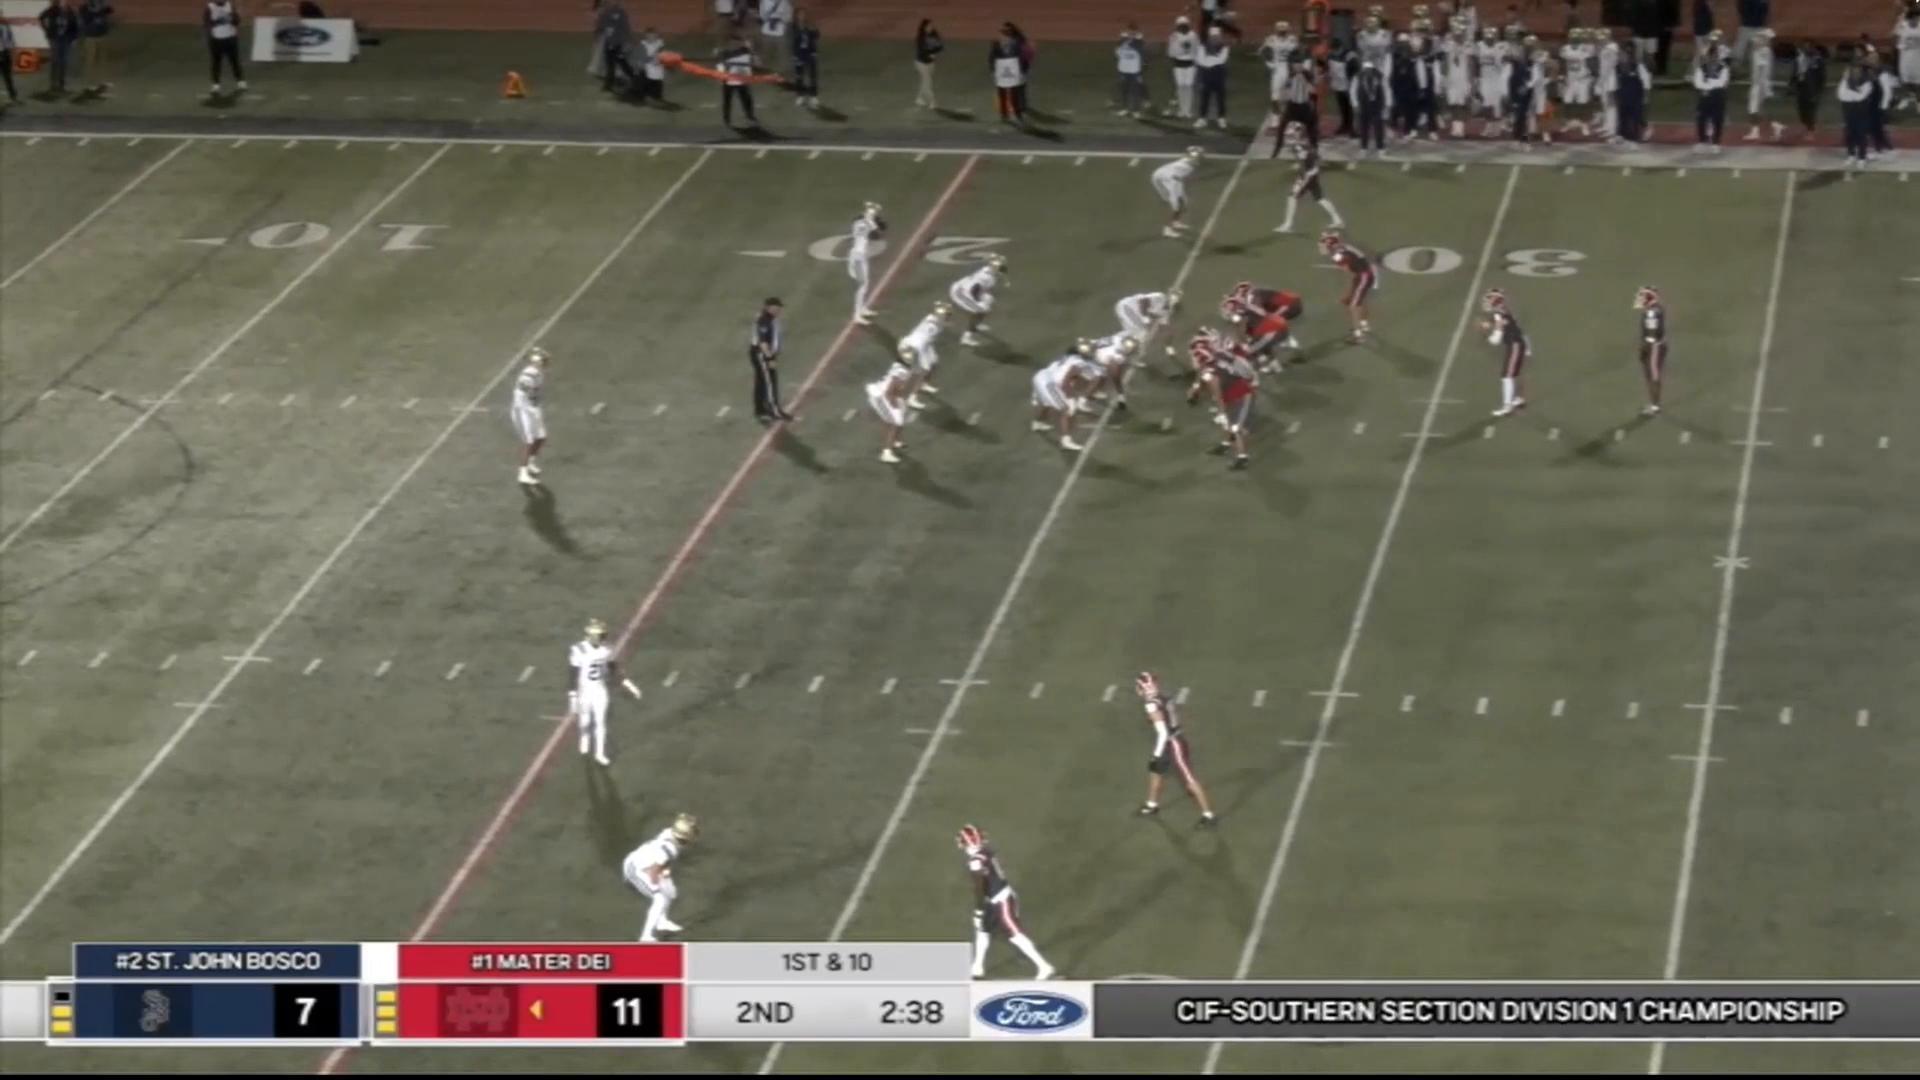 10
20
30
21
#2 ST. JOHN BOSCO
#1 MATER DEI
1ST & 10
7
11
2ND
2:38
Ford
CIF-SOUTHERN SECTION DIVISION 1 CHAMPIONSHIP